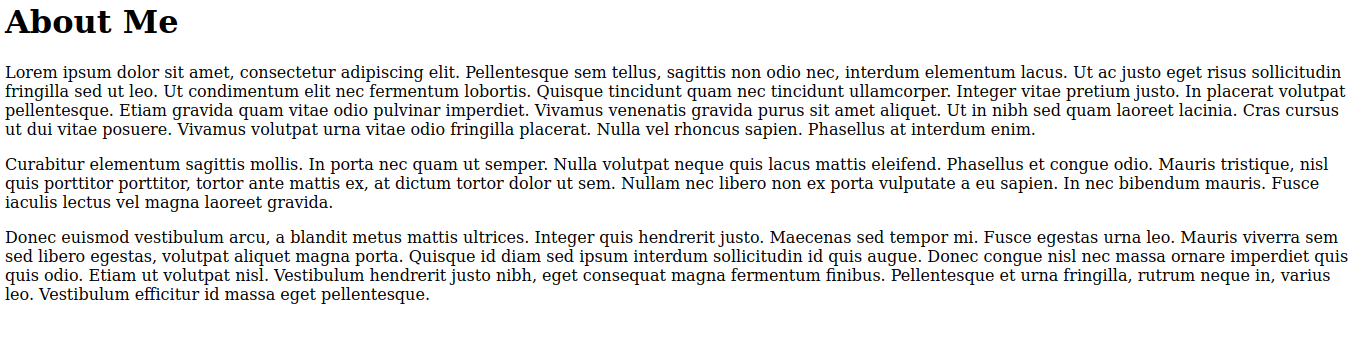 About Me
Lorem ipsum dolor sit amet, consectetur adipiscing elit. Pellentesque sem tellus, sagittis non odio nec, interdum elementum lacus. Ut ac justo eget risus sollicitudin
fringilla sed ut leo. Ut condimentum elit nec fermentum lobortis. Quisque tincidunt quam nec tincidunt ullamcorper. Integer vitae pretium justo. In placerat volutpat
pellentesque. Etiam gravida quam vitae odio pulvinar imperdiet. Vivamus venenatis gravida purus sit amet aliquet. Ut in nibh sed quam laoreet lacinia. Cras cursus
ut dui vitae posuere. Vivamus volutpat urna vitae odio fringilla placerat. Nulla vel rhoncus sapien. Phasellus at interdum enim.
Curabitur elementum sagittis mollis. In porta nec quam ut semper. Nulla volutpat neque quis lacus mattis eleifend. Phasellus et congue odio. Mauris tristique, nisl
quis porttitor porttitor, tortor ante mattis ex, at dictum tortor dolor ut sem. Nullam nec libero non ex porta vulputate a eu sapien. In nec bibendum mauris. Fusce
iaculis lectus vel magna laoreet gravida.
Donec euismod vestibulum arcu, a blandit metus mattis ultrices. Integer quis hendrerit justo. Maecenas sed tempor mi. Fusce egestas urna leo. Mauris viverra sem
sed libero egestas, volutpat aliquet magna porta. Quisque id diam sed ipsum interdum sollicitudin id quis augue. Donec congue nisl nec massa ornare imperdiet quis
quis odio. Etiam ut volutpat nisl. Vestibulum hendrerit justo nibh, eget consequat magna fermentum finibus. Pellentesque et urna fringilla, rutrum neque in, varius
leo. Vestibulum efficitur id massa eget pellentesque.